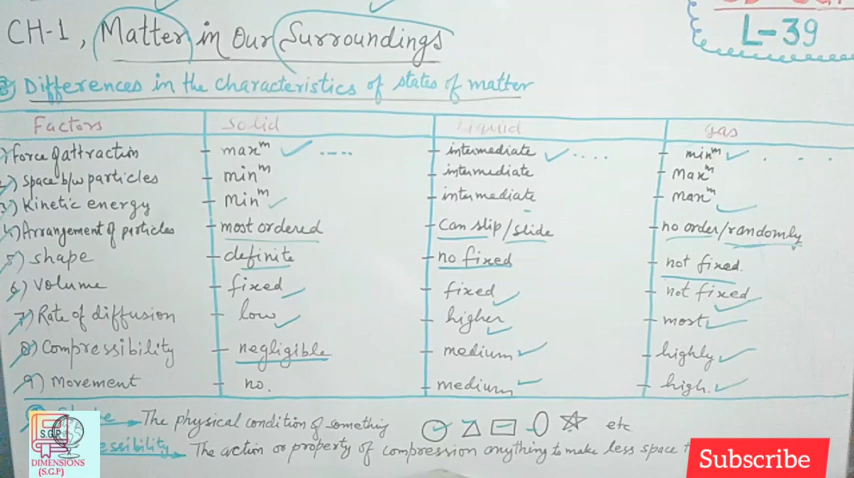 CH-1, Matter in Our Surroundings
L-39
Differences in the characteristics of states of matter
Factors Solid Liquid gas
1) force of attraction - maxᵐ .... - intermediate .... - minᵐ . . .
2) Space b/w particles - minᵐ - intermediate - Maxᵐ
3) Kinetic energy - Minᵐ - intermediate - Maxᵐ
4) Arrangement of particles - most ordered - Can slip/slide - no order/randomly
5) shape - definite - no fixed - not fixed.
6) Volume - fixed - fixed - not fixed
7) Rate of diffusion - low - higher - most
8) Compressibility - negligible - medium - highly
9) Movement - no. - medium - high.
The physical condition of something etc
essibility The action or property of compression anything to make less space
S.G.P
DIMENSIONS
(S.G.P)
Subscribe